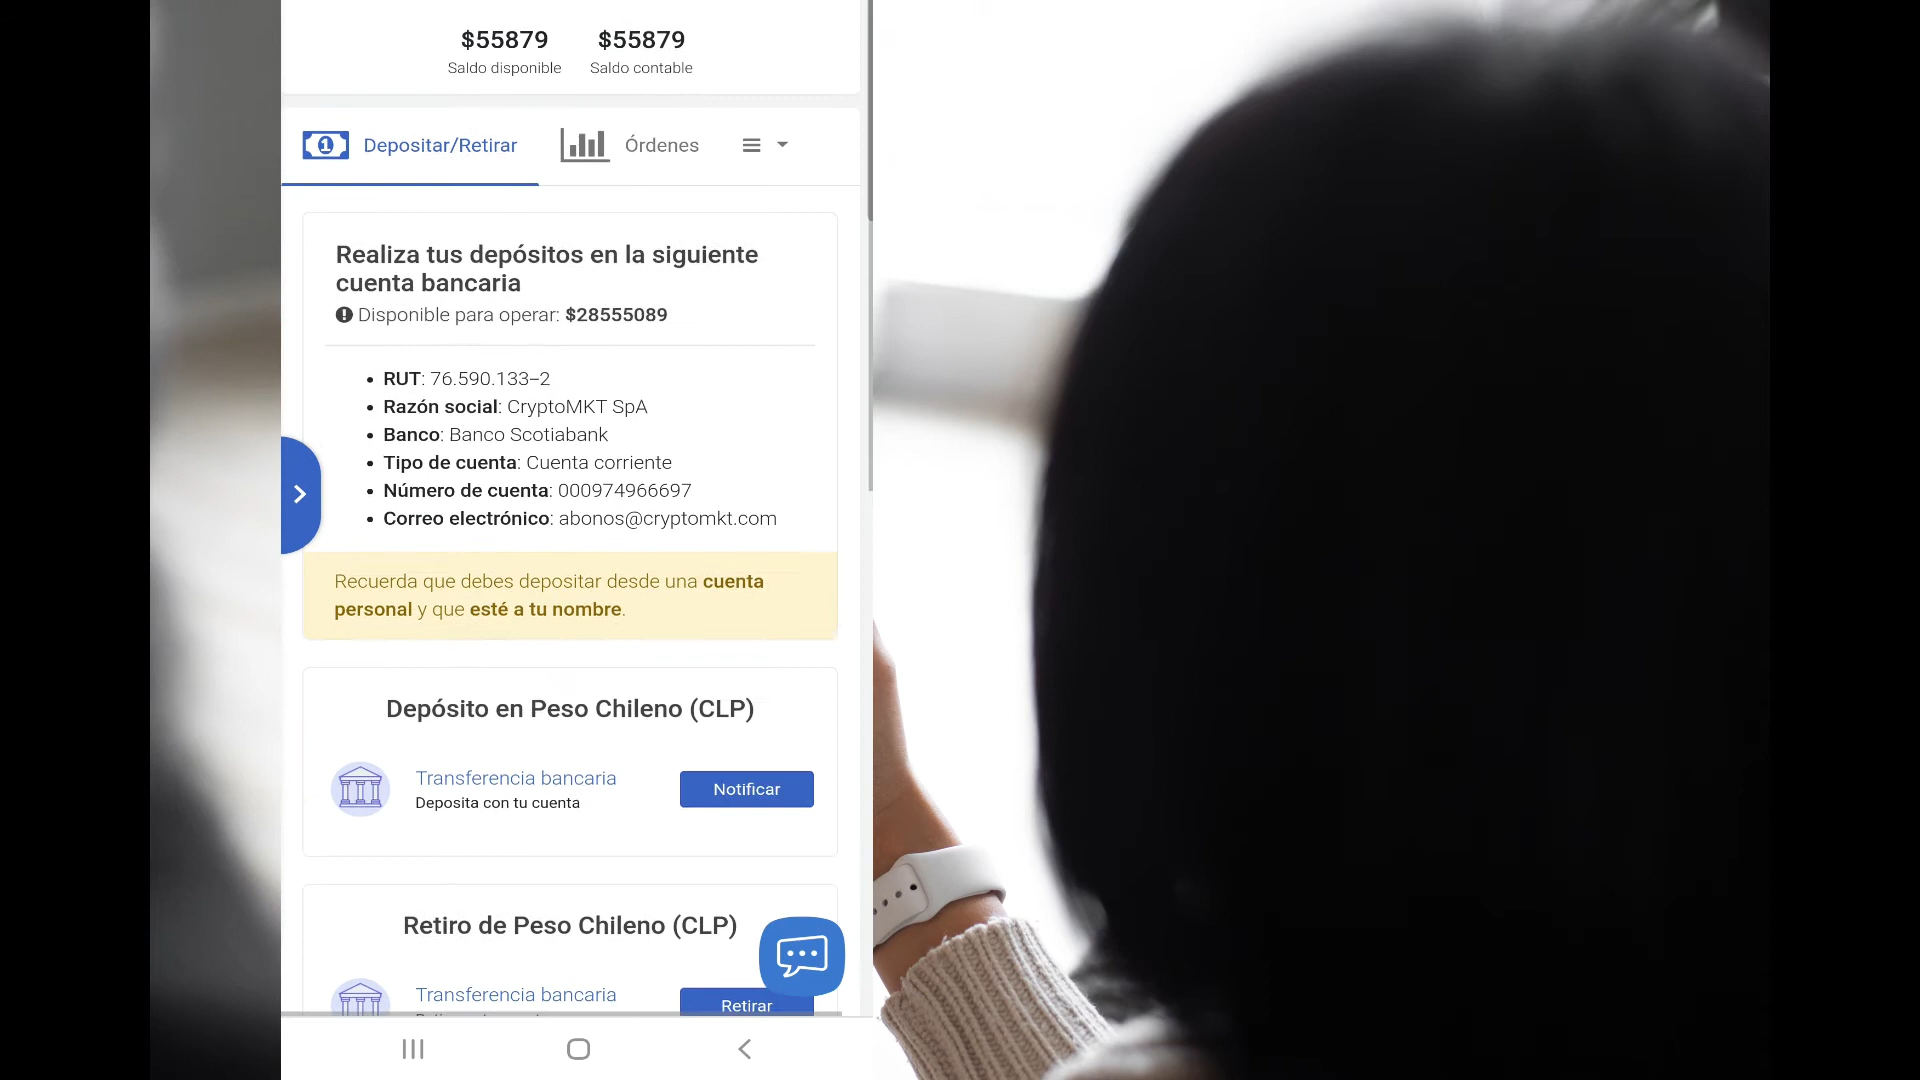 $55879 $55879
Saldo disponible Saldo contable
Depositar/Retirar Órdenes
Realiza tus depósitos en la siguiente
cuenta bancaria
Disponible para operar: $28555089
• RUT: 76.590.133–2
• Razón social: CryptoMKT SpA
• Banco: Banco Scotiabank
• Tipo de cuenta: Cuenta corriente
• Número de cuenta: 000974966697
• Correo electrónico: abonos@cryptomkt.com
Recuerda que debes depositar desde una cuenta
personal y que esté a tu nombre.
Depósito en Peso Chileno (CLP)
Transferencia bancaria
Deposita con tu cuenta
Notificar
Retiro de Peso Chileno (CLP)
Transferencia bancaria
Retirar